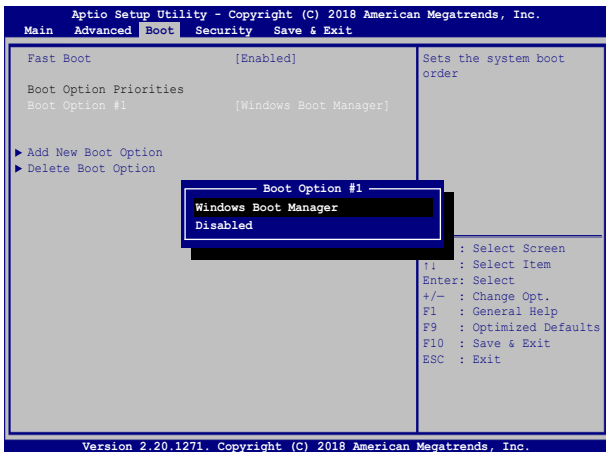 Aptio Setup Utility - Copyright (C) 2018 American Megatrends, Inc.
Main Advanced Boot Security Save & Exit
Fast Boot [Enabled]
Sets the system boot
order
Boot Option Priorities
Boot Option #1 [Windows Boot Manager]
▶ Add New Boot Option
▶ Delete Boot Option
Boot Option #1
Windows Boot Manager
Disabled
: Select Screen
↑↓ : Select Item
Enter: Select
+/— : Change Opt.
F1 : General Help
F9 : Optimized Defaults
F10 : Save & Exit
ESC : Exit
Version 2.20.1271. Copyright (C) 2018 American Megatrends, Inc.